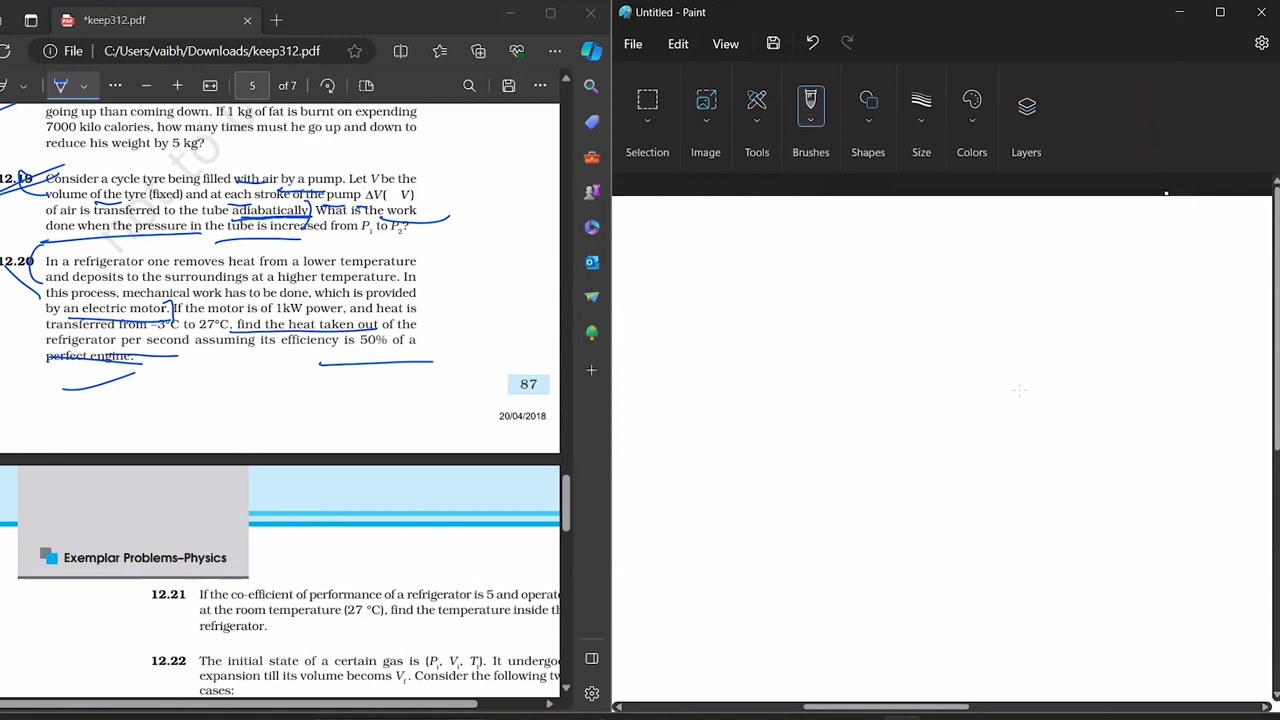 *keep312.pdf
File
C:/Users/vaibh/Downloads/keep312.pdf
5
of 7
going up than coming down. If 1 kg of fat is burnt on expending
7000 kilo calories, how many times must he go up and down to
reduce his weight by 5 kg?
12.19 Consider a cycle tyre being filled with air by a pump. Let V be the
volume of the tyre (fixed) and at each stroke of the pump ΔV( V)
of air is transferred to the tube adiabatically. What is the work
done when the pressure in the tube is increased from P1 to P2?
12.20 In a refrigerator one removes heat from a lower temperature
and deposits to the surroundings at a higher temperature. In
this process, mechanical work has to be done, which is provided
by an electric motor. If the motor is of 1kW power, and heat is
transferred from –3°C to 27°C, find the heat taken out of the
refrigerator per second assuming its efficiency is 50% of a
perfect engine.
87
20/04/2018
Exemplar Problems–Physics
12.21 If the co-efficient of performance of a refrigerator is 5 and operat
at the room temperature (27 °C), find the temperature inside
refrigerator.
12.22 The initial state of a certain gas is (Pi, Vi, Ti). It undergo
expansion till its volume becoms Vf. Consider the following
cases:
Untitled - Paint
File
Edit
View
Selection
Image
Tools
Brushes
Shapes
Size
Colors
Layers